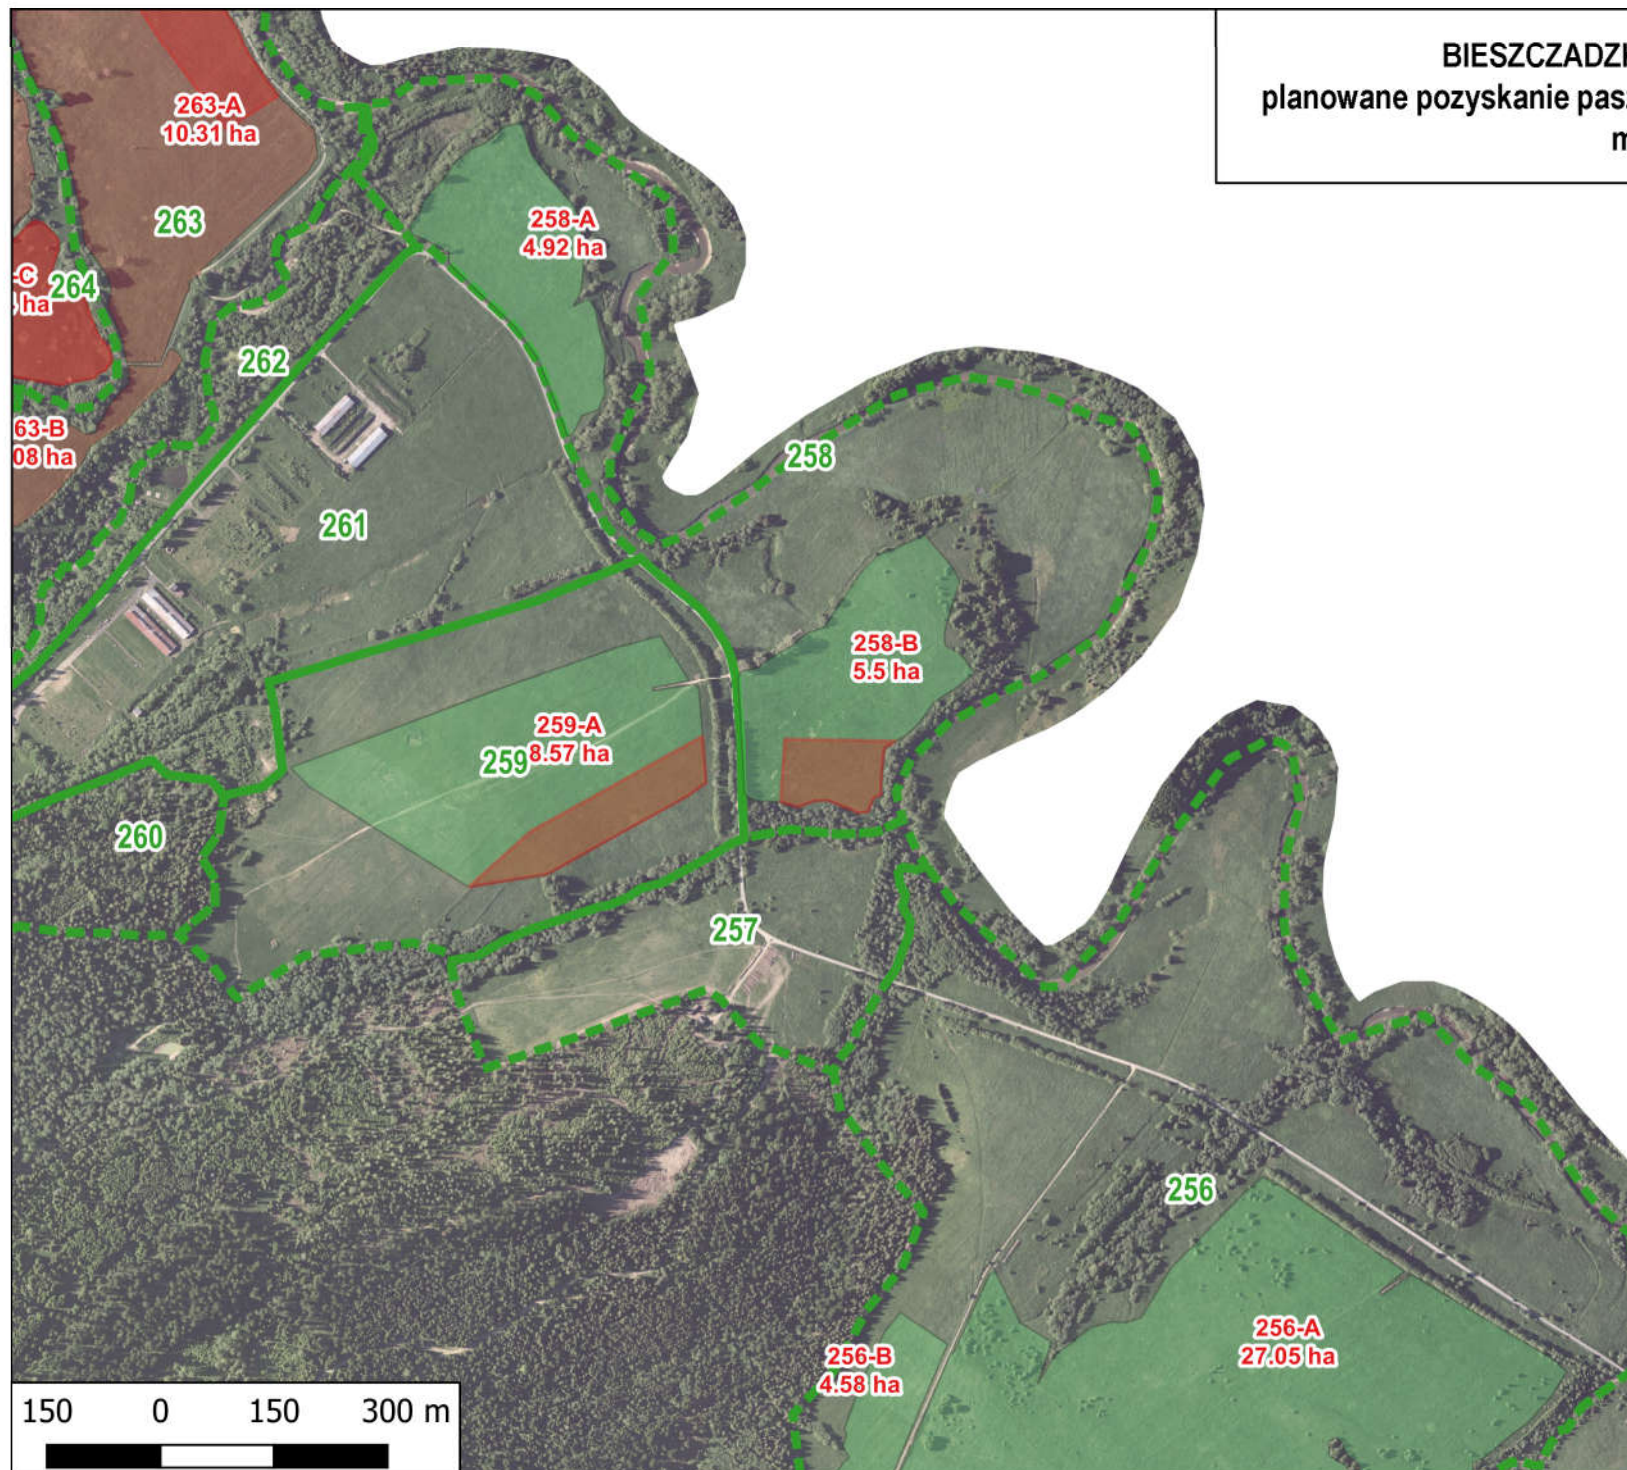 BIESZCZADZK
planowane pozyskanie pasz
m
263-A
10.31 ha
263
258-A
4.92 ha
-C
ha
264
262
63-B
08 ha
258
261
258-B
5.5 ha
259-A
8.57 ha
259
260
257
256
256-A
27.05 ha
256-B
4.58 ha
150 0 150 300 m